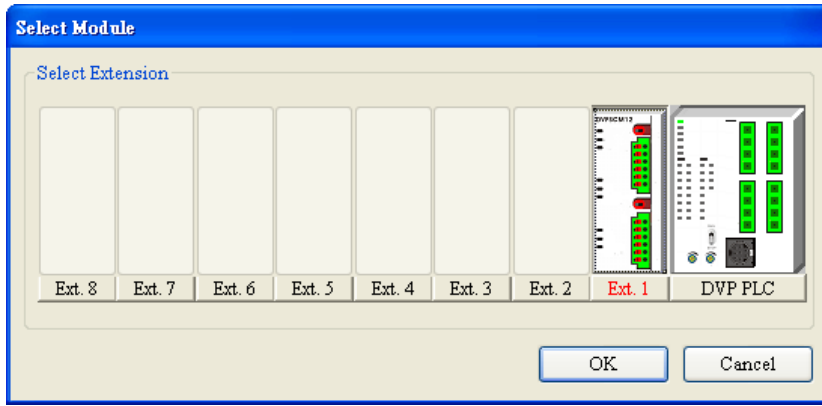 Select Module
Select Extension
DVPSCM12
Ext. 8 Ext. 7 Ext. 6 Ext. 5 Ext. 4 Ext. 3 Ext. 2 Ext. 1 DVP PLC
OK Cancel